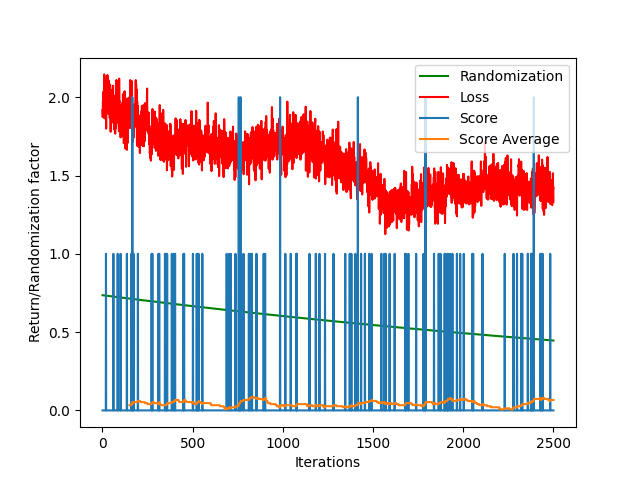 Randomization
Loss
Score
Score Average
2.0
1.5
1.0
0.5
0.0
Return/Randomization factor
0
500
1000
1500
2000
2500
Iterations